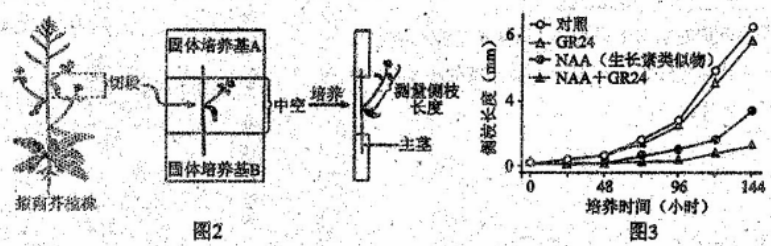 固体培养基A
切段
中空
固体培养基B
拟南芥植株
图2
培养
测量侧枝
长度
主茎
对照
GR24
NAA（生长素类似物）
NAA+GR24
侧枝长度（mm）
6
4
2
0
0 48 96 144
培养时间（小时）
图3